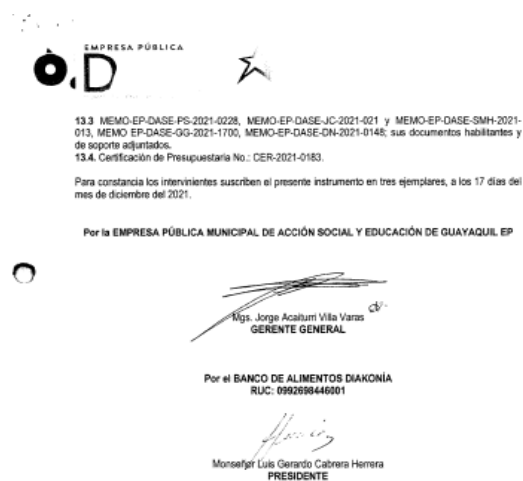 EMPRESA PÚBLICA
D
13.3 MEMO-EP-DASE-PS-2021-0228, MEMO-EP-DASE-JC-2021-021 y MEMO-EP-DASE-SMH-2021-
013, MEMO EP-DASE-GG-2021-1700, MEMO-EP-DASE-DN-2021-0148; sus documentos habilitantes y
de soporte adjuntados.
13.4. Certificación de Presupuestaria No.: CER-2021-0183.
Para constancia los intervinientes suscriben el presente instrumento en tres ejemplares, a los 17 días del
mes de diciembre del 2021.
Por la EMPRESA PÚBLICA MUNICIPAL DE ACCIÓN SOCIAL Y EDUCACIÓN DE GUAYAQUIL EP
Mgs. Jorge Acaiturri Villa Varas
GERENTE GENERAL
Por el BANCO DE ALIMENTOS DIAKONÍA
RUC: 0992698446001
Monseñor Luis Gerardo Cabrera Herrera
PRESIDENTE